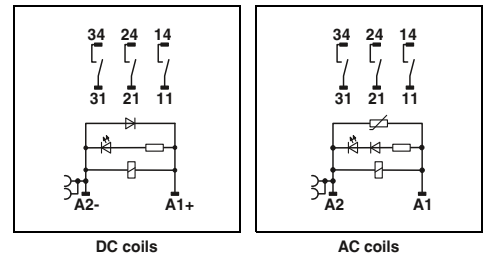 34 24 14
31 21 11
A2- A1+
DC coils
34 24 14
31 21 11
A2 A1
AC coils